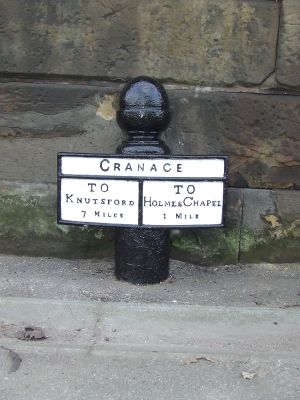 CRANAGE
TO
KNUTSFORD
7 MILES
TO
HOLMES CHAPEL
1 MILE